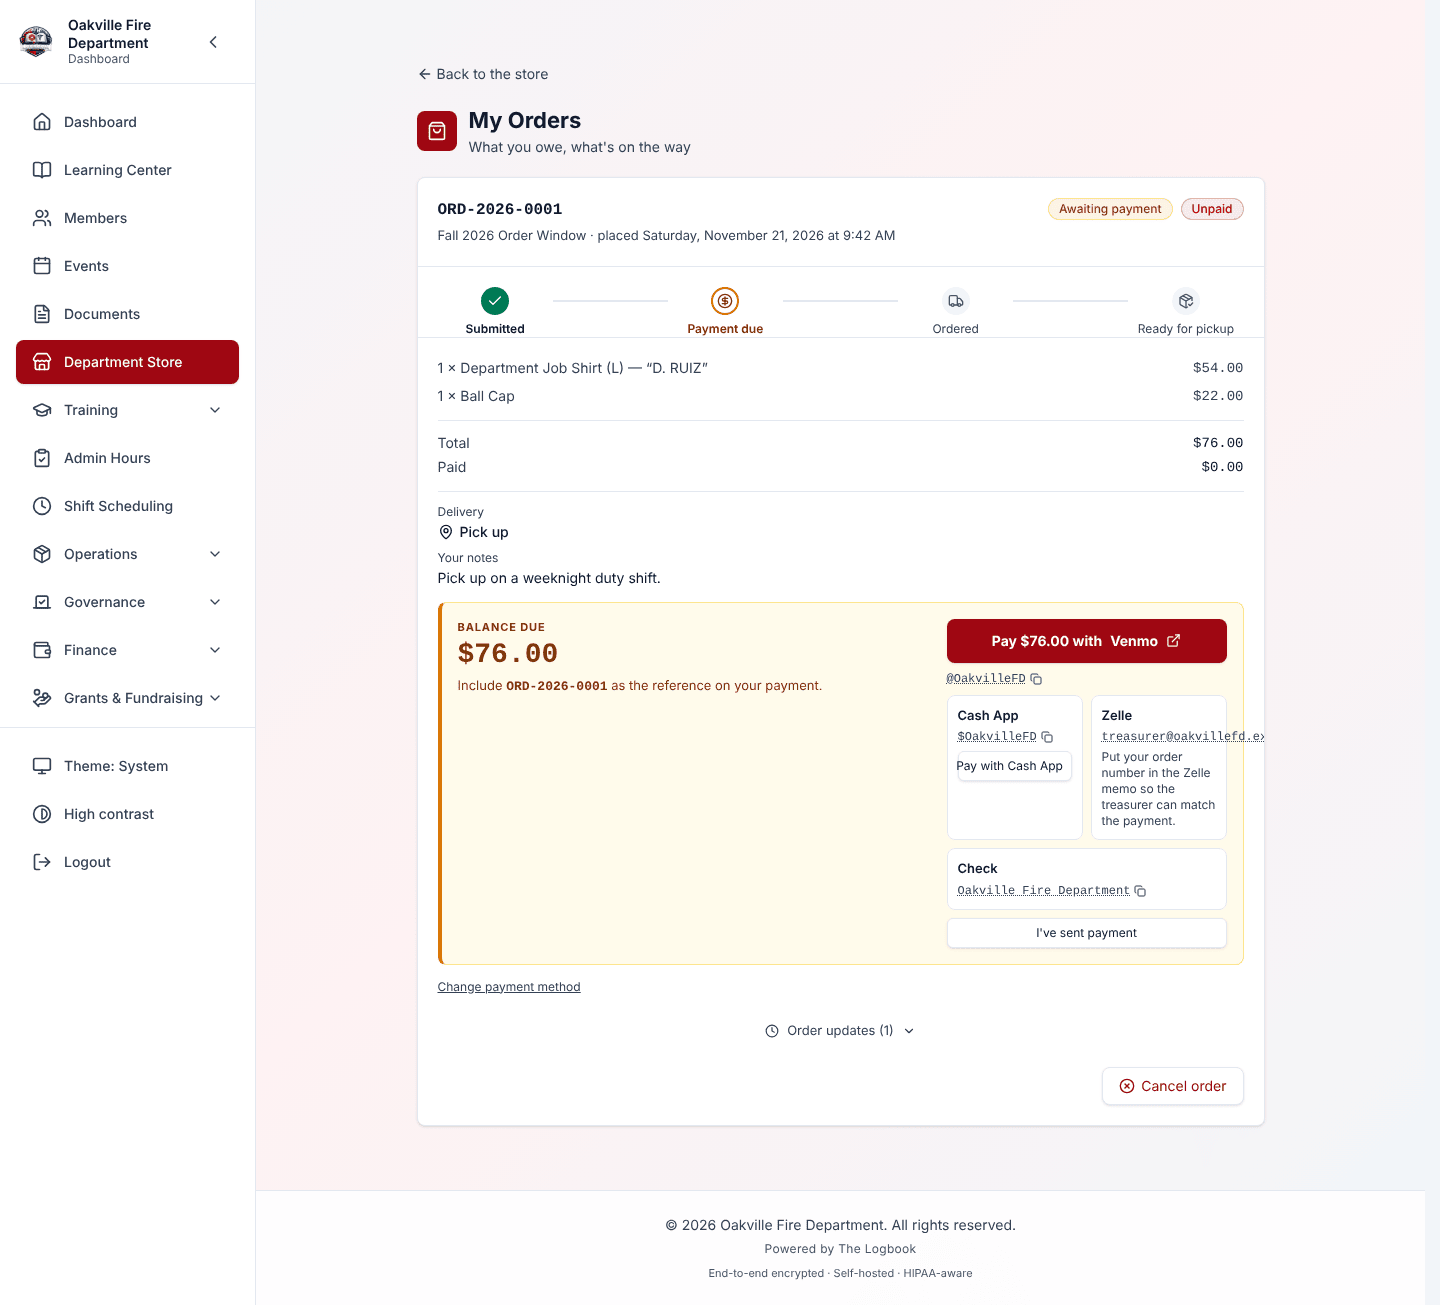 Oakville Fire
Department
Dashboard
Dashboard
Learning Center
Members
Events
Documents
Department Store
Training
Admin Hours
Shift Scheduling
Operations
Governance
Finance
Grants & Fundraising
Theme: System
High contrast
Logout
Back to the store
My Orders
What you owe, what's on the way
ORD-2026-0001
Awaiting payment
Unpaid
Fall 2026 Order Window · placed Saturday, November 21, 2026 at 9:42 AM
Submitted
Payment due
Ordered
Ready for pickup
1 × Department Job Shirt (L) — “D. RUIZ”
$54.00
1 × Ball Cap
$22.00
Total
$76.00
Paid
$0.00
Delivery
Pick up
Your notes
Pick up on a weeknight duty shift.
BALANCE DUE
$76.00
Include ORD-2026-0001 as the reference on your payment.
Pay $76.00 with Venmo
@OakvilleFD
Cash App
$OakvilleFD
Pay with Cash App
Zelle
treasurer@oakvillefd.ex
Put your order
number in the Zelle
memo so the
treasurer can match
the payment.
Check
Oakville Fire Department
I've sent payment
Change payment method
Order updates (1)
Cancel order
© 2026 Oakville Fire Department. All rights reserved.
Powered by The Logbook
End-to-end encrypted · Self-hosted · HIPAA-aware